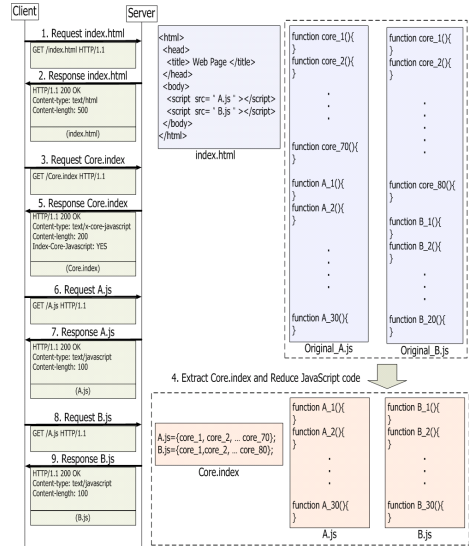 Client
Server
1. Request index.html
GET /index.html HTTP/1.1
2. Response index.html
HTTP/1.1 200 OK
Content-type: text/html
Content-length: 500
(index.html)
3. Request Core.index
GET /Core.index HTTP/1.1
5. Response Core.index
HTTP/1.1 200 OK
Content-type: text/x-core-javascript
Content-length: 200
Index-Core-Javascript: YES
(Core.index)
6. Request A.js
GET /A.js HTTP/1.1
7. Response A.js
HTTP/1.1 200 OK
Content-type: text/javascript
Content-length: 100
(A.js)
8. Request B.js
GET /A.js HTTP/1.1
9. Response B.js
HTTP/1.1 200 OK
Content-type: text/javascript
Content-length: 100
(B.js)
<html>
<head>
<title> Web Page </title>
</head>
<body>
<script src= " A.js " ></script>
<script src= " B.js " ></script>
</body>
</html>
index.html
function core_1(){
}
function core_2(){
}
.
.
.
function core_70(){
}
function A_1(){
}
function A_2(){
}
.
.
.
function A_30(){
}
Original_A.js
function core_1(){
}
function core_2(){
}
.
.
.
.
.
function core_80(){
}
function B_1(){
}
function B_2(){
}
.
.
.
function B_20(){
}
Original_B.js
4. Extract Core.index and Reduce JavaScript code
A.js={core_1, core_2, ... core_70};
B.js={core_1,core_2, ... core_80};
Core.index
function A_1(){
}
function A_2(){
}
.
.
.
function A_30(){
}
A.js
function B_1(){
}
function B_2(){
}
.
.
.
function B_30(){
}
B.js